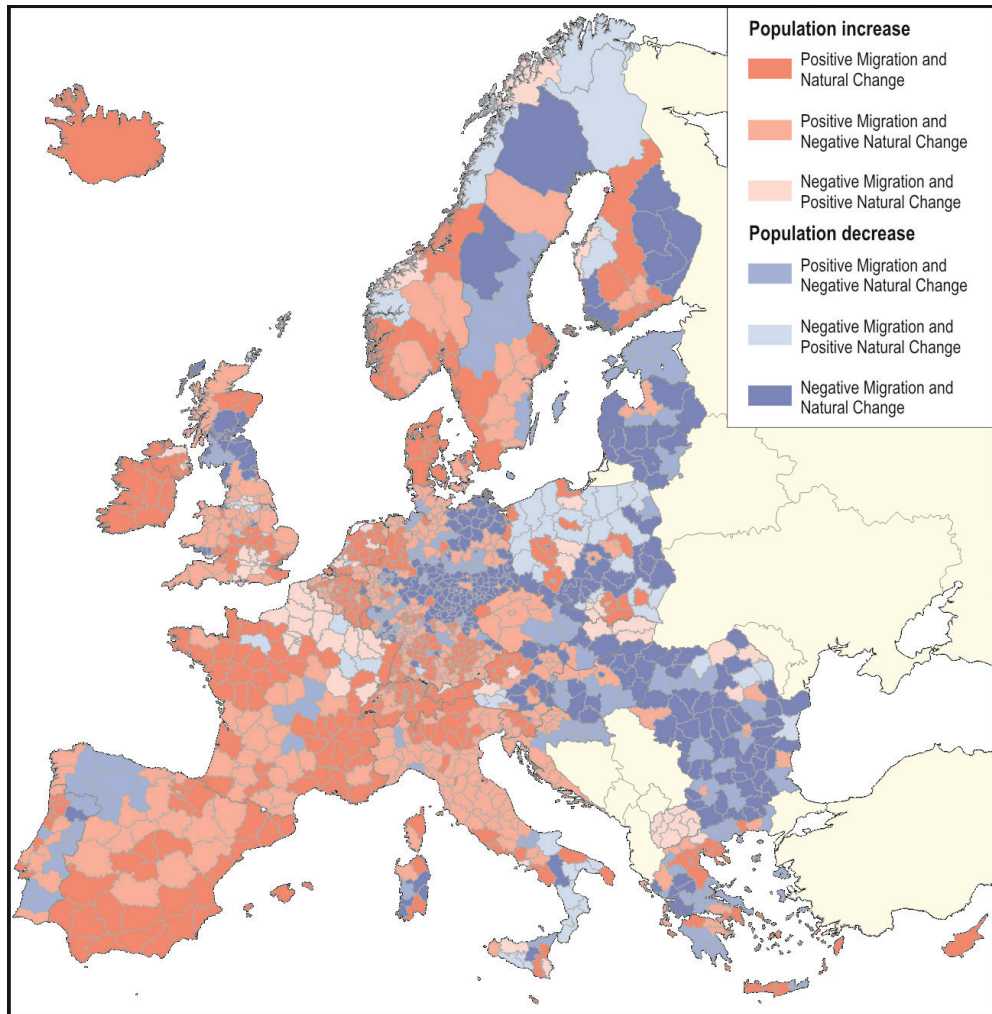 Population increase
Positive Migration and
Natural Change
Positive Migration and
Negative Natural Change
Negative Migration and
Positive Natural Change
Population decrease
Positive Migration and
Negative Natural Change
Negative Migration and
Positive Natural Change
Negative Migration and
Natural Change